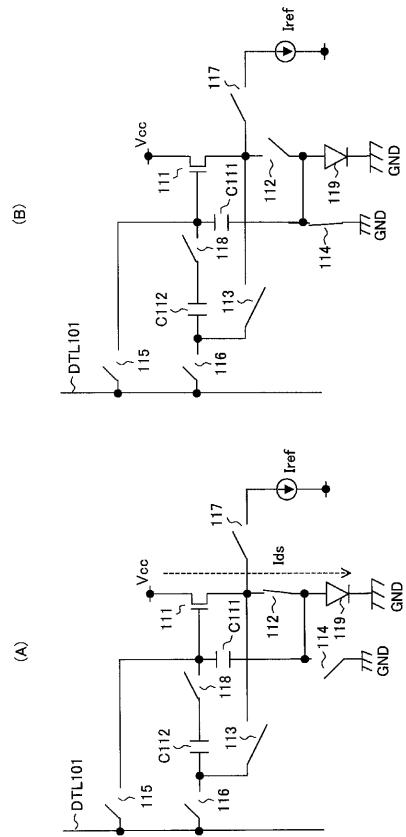 (A)
DTL101
115
116
C112
113
118
111
C111
Vcc
117
Iref
Ids
112
114
119
GND
GND
(B)
DTL101
115
116
C112
113
118
111
C111
Vcc
117
Iref
112
114
119
GND
GND